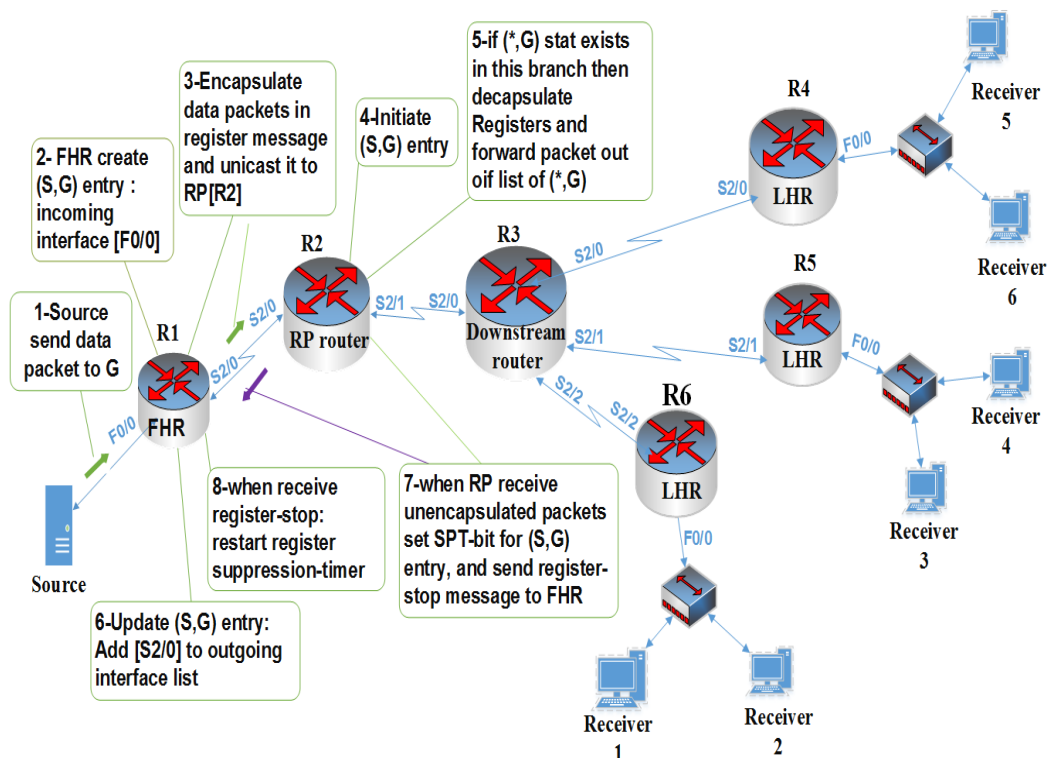 1-Source
send data
packet to G
2- FHR create
(S,G) entry :
incoming
interface [F0/0]
3-Encapsulate
data packets in
register message
and unicast it to
RP[R2]
4-Initiate
(S,G) entry
5-if (*,G) stat exists
in this branch then
decapsulate
Registers and
forward packet out
oif list of (*,G)
6-Update (S,G) entry:
Add [S2/0] to outgoing
interface list
7-when RP receive
unencapsulated packets
set SPT-bit for (S,G)
entry, and send register-
stop message to FHR
8-when receive
register-stop:
restart register
suppression-timer
Source
F0/0
R1
FHR
S2/0
S2/0
R2
RP router
S2/1
S2/0
R3
Downstream
router
S2/0
S2/0
R4
LHR
F0/0
Receiver
5
Receiver
6
S2/1
S2/1
R5
LHR
F0/0
Receiver
4
Receiver
3
S2/2
S2/2
R6
LHR
F0/0
Receiver
1
Receiver
2